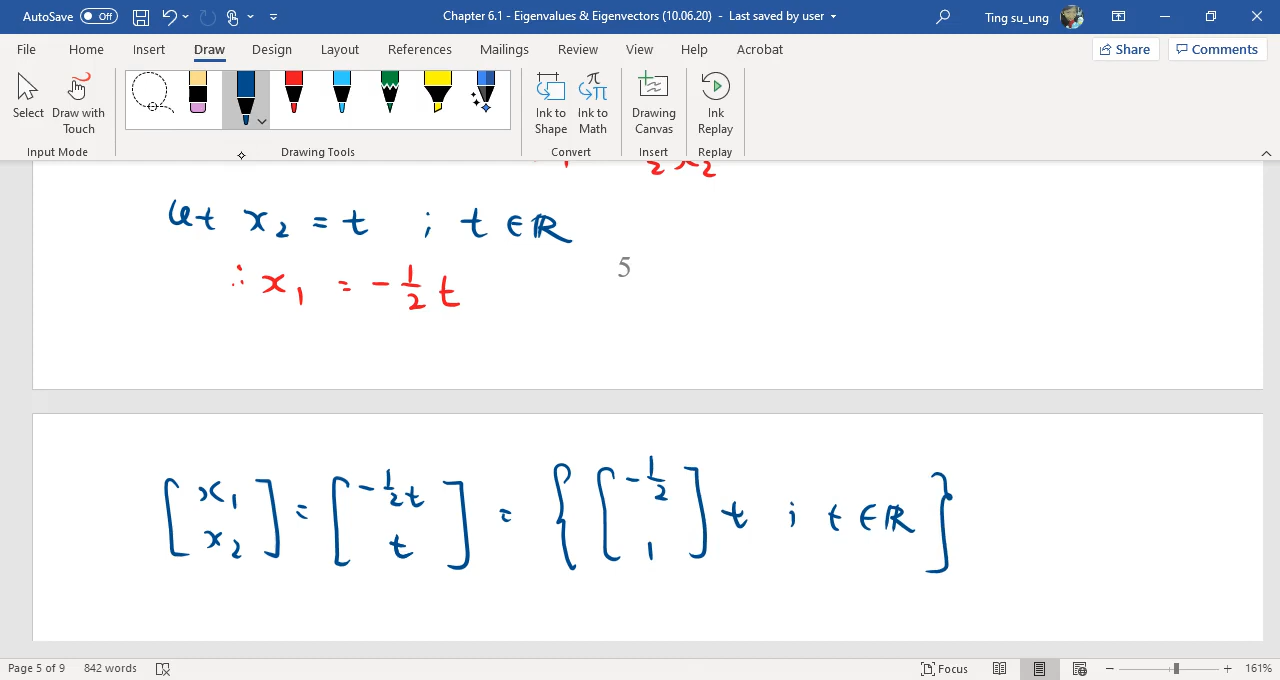 AutoSave Off Chapter 6.1 - Eigenvalues & Eigenvectors (10.06.20) - Last saved by user Ting su_ung
File Home Insert Draw Design Layout References Mailings Review View Help Acrobat Share Comments
Select Draw with Touch Ink to Shape Ink to Math Drawing Canvas Ink Replay
Input Mode Drawing Tools Convert Insert Replay
let x₂ = t ; t ∈ ℝ
5
∴ x₁ = -1/2 t
[x₁ x₂] = [-1/2 t t] = { [-1/2 1] t ; t ∈ ℝ }
Page 5 of 9 842 words Focus 161%